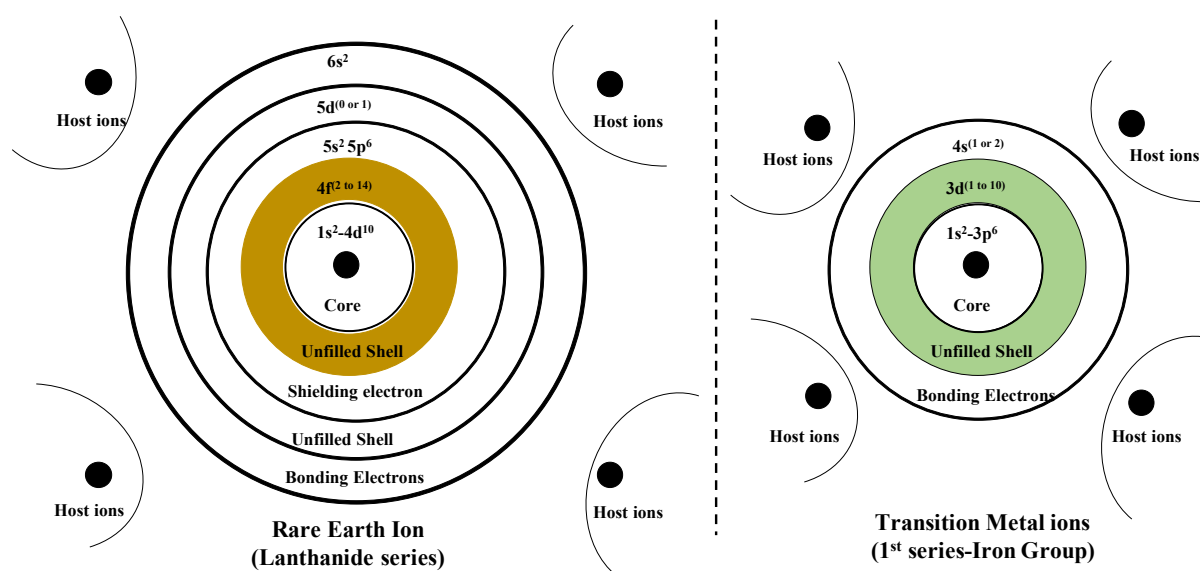 6s²
5d⁽⁰ ᵒʳ ¹⁾
5s² 5p⁶
4f⁽² ᵗᵒ ¹⁴⁾
1s²-4d¹⁰
Core
Unfilled Shell
Shielding electron
Unfilled Shell
Bonding Electrons
Host ions
Host ions
Host ions
Host ions
Rare Earth Ion
(Lanthanide series)
4s⁽¹ ᵒʳ ²⁾
3d⁽¹ ᵗᵒ ¹⁰⁾
1s²-3p⁶
Core
Unfilled Shell
Bonding Electrons
Host ions
Host ions
Host ions
Host ions
Transition Metal ions
(1ˢᵗ series-Iron Group)